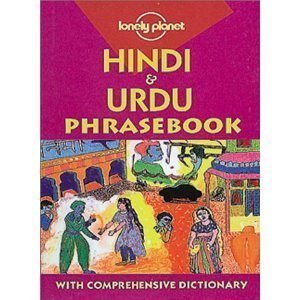 lonely planet
HINDI
&
URDU
PHRASEBOOK
WITH COMPREHENSIVE DICTIONARY